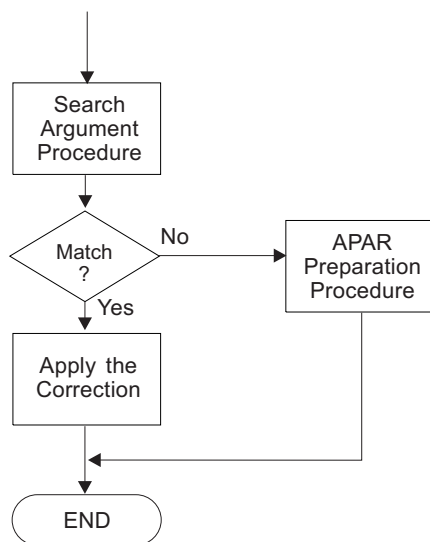 Search
Argument
Procedure
Match
?
No
Yes
APAR
Preparation
Procedure
Apply the
Correction
END